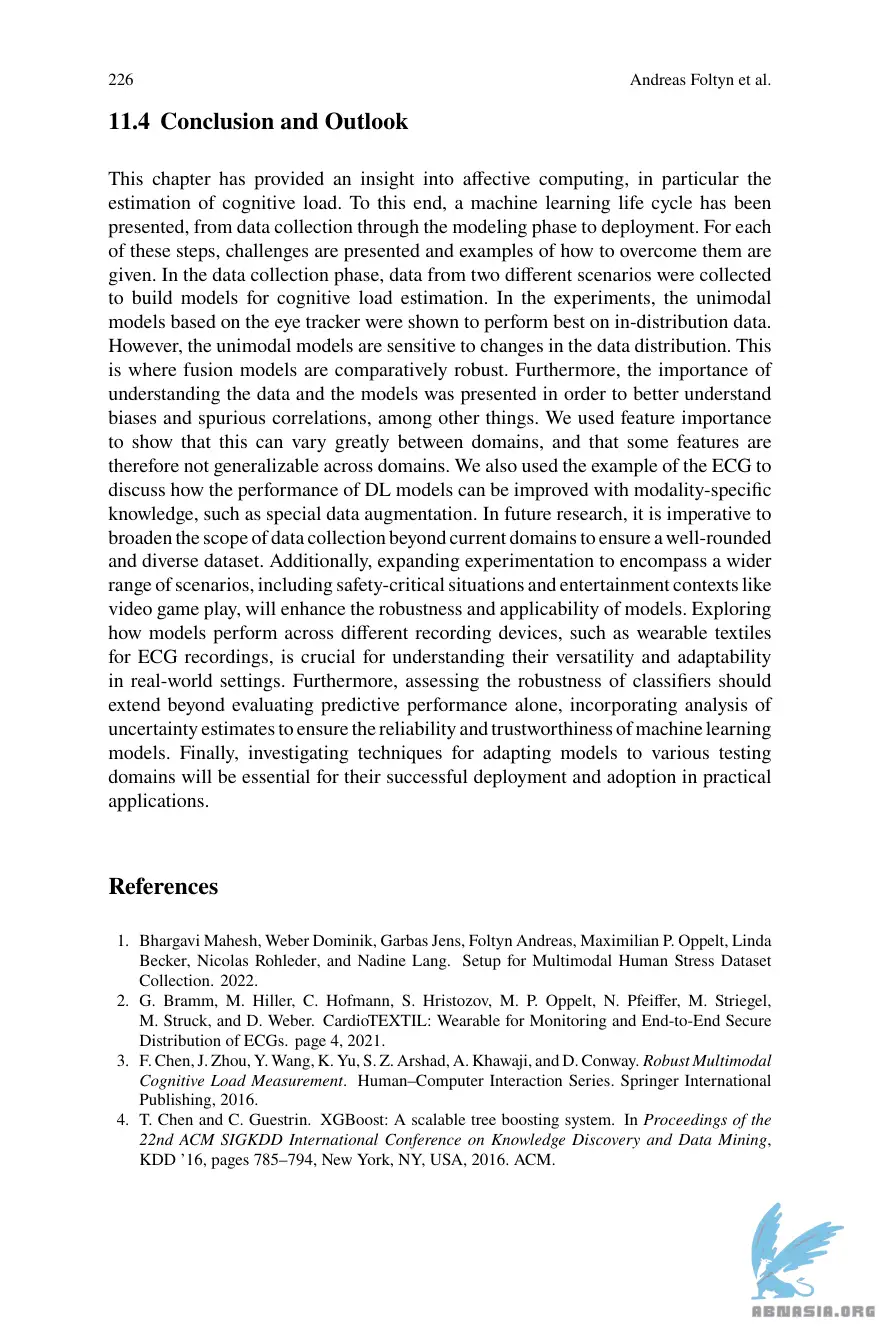 226
Andreas Foltyn et al.
11.4 Conclusion and Outlook
This chapter has provided an insight into affective computing, in particular the
estimation of cognitive load. To this end, a machine learning life cycle has been
presented, from data collection through the modeling phase to deployment. For each
of these steps, challenges are presented and examples of how to overcome them are
given. In the data collection phase, data from two different scenarios were collected
to build models for cognitive load estimation. In the experiments, the unimodal
models based on the eye tracker were shown to perform best on in-distribution data.
However, the unimodal models are sensitive to changes in the data distribution. This
is where fusion models are comparatively robust. Furthermore, the importance of
understanding the data and the models was presented in order to better understand
biases and spurious correlations, among other things. We used feature importance
to show that this can vary greatly between domains, and that some features are
therefore not generalizable across domains. We also used the example of the ECG to
discuss how the performance of DL models can be improved with modality-specific
knowledge, such as special data augmentation. In future research, it is imperative to
broaden the scope of data collection beyond current domains to ensure a well-rounded
and diverse dataset. Additionally, expanding experimentation to encompass a wider
range of scenarios, including safety-critical situations and entertainment contexts like
video game play, will enhance the robustness and applicability of models. Exploring
how models perform across different recording devices, such as wearable textiles
for ECG recordings, is crucial for understanding their versatility and adaptability
in real-world settings. Furthermore, assessing the robustness of classifiers should
extend beyond evaluating predictive performance alone, incorporating analysis of
uncertainty estimates to ensure the reliability and trustworthiness of machine learning
models. Finally, investigating techniques for adapting models to various testing
domains will be essential for their successful deployment and adoption in practical
applications.
References
1. Bhargavi Mahesh, Weber Dominik, Garbas Jens, Foltyn Andreas, Maximilian P. Oppelt, Linda
Becker, Nicolas Rohleder, and Nadine Lang. Setup for Multimodal Human Stress Dataset
Collection. 2022.
2. G. Bramm, M. Hiller, C. Hofmann, S. Hristozov, M. P. Oppelt, N. Pfeiffer, M. Striegel,
M. Struck, and D. Weber. CardioTEXTIL: Wearable for Monitoring and End-to-End Secure
Distribution of ECGs. page 4, 2021.
3. F. Chen, J. Zhou, Y. Wang, K. Yu, S. Z. Arshad, A. Khawaji, and D. Conway. Robust Multimodal
Cognitive Load Measurement. Human–Computer Interaction Series. Springer International
Publishing, 2016.
4. T. Chen and C. Guestrin. XGBoost: A scalable tree boosting system. In Proceedings of the
22nd ACM SIGKDD International Conference on Knowledge Discovery and Data Mining,
KDD ’16, pages 785–794, New York, NY, USA, 2016. ACM.
ABNASIA.ORG